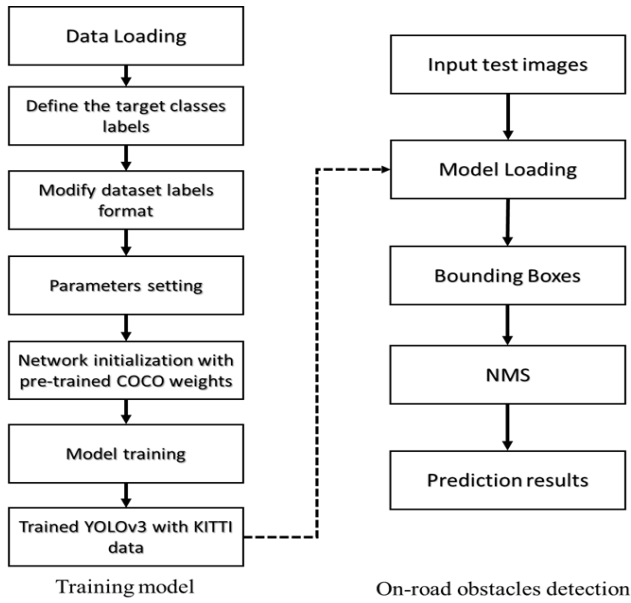 Data Loading
Define the target classes
labels
Modify dataset labels
format
Parameters setting
Network initialization with
pre-trained COCO weights
Model training
Trained YOLOv3 with KITTI
data
Training model
Input test images
Model Loading
Bounding Boxes
NMS
Prediction results
On-road obstacles detection